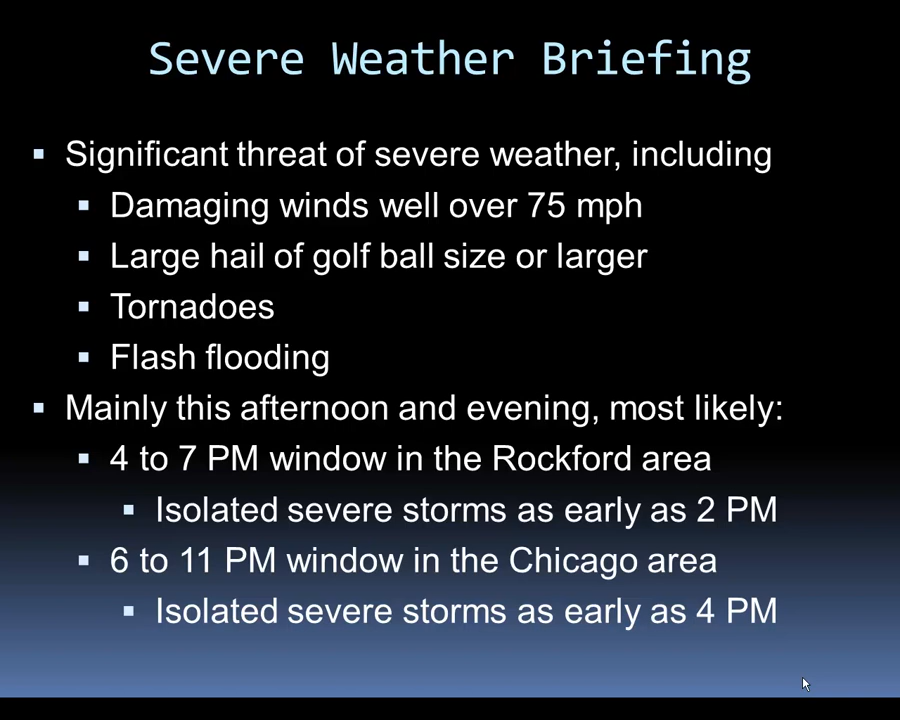 Severe Weather Briefing
▪ Significant threat of severe weather, including
▪ Damaging winds well over 75 mph
▪ Large hail of golf ball size or larger
▪ Tornadoes
▪ Flash flooding
▪ Mainly this afternoon and evening, most likely:
▪ 4 to 7 PM window in the Rockford area
▪ Isolated severe storms as early as 2 PM
▪ 6 to 11 PM window in the Chicago area
▪ Isolated severe storms as early as 4 PM